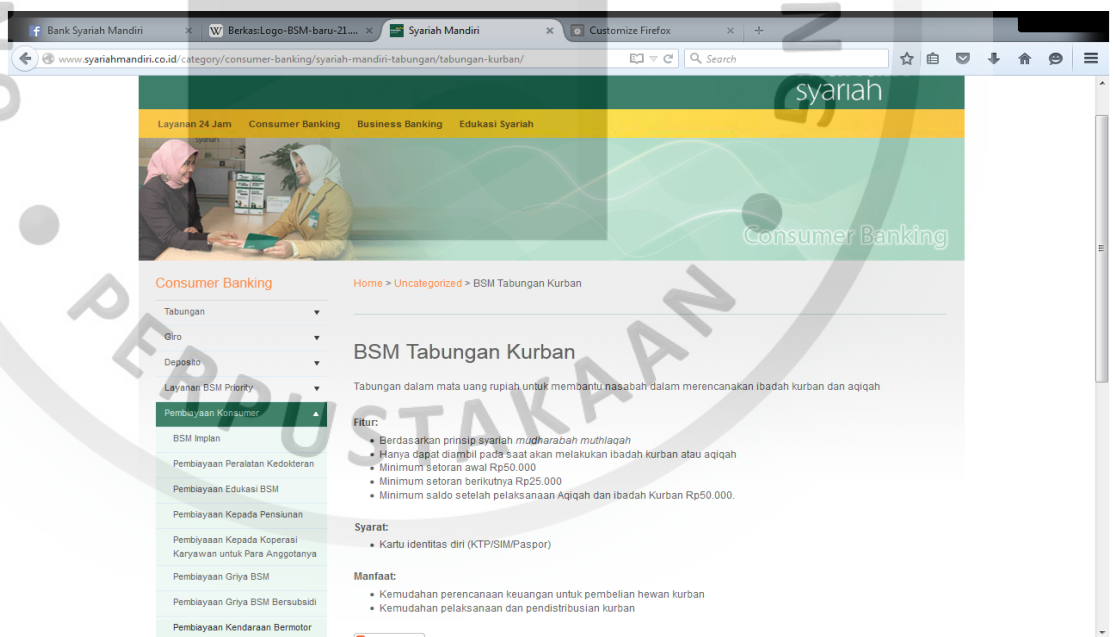 Bank Syariah Mandiri
Berkas:Logo-BSM-baru-21....
Syariah Mandiri
Customize Firefox
www.syariahmandiri.co.id/category/consumer-banking/syariah-mandiri-tabungan/tabungan-kurban/
Search
syariah
Layanan 24 Jam Consumer Banking Business Banking Edukasi Syariah
Consumer Banking
Consumer Banking
Tabungan
Giro
Deposito
Layanan BSM Priority
Pembiayaan Konsumer
BSM Implan
Pembiayaan Peralatan Kedokteran
Pembiayaan Edukasi BSM
Pembiayaan Kepada Pensiunan
Pembiyaaan Kepada Koperasi
Karyawan untuk Para Anggotanya
Pembiayaan Griya BSM
Pembiayaan Griya BSM Bersubsidi
Pembiayaan Kendaraan Bermotor
Home > Uncategorized > BSM Tabungan Kurban
BSM Tabungan Kurban
Tabungan dalam mata uang rupiah untuk membantu nasabah dalam merencanakan ibadah kurban dan aqiqah
Fitur:
• Berdasarkan prinsip syariah mudharabah muthlaqah
• Hanya dapat diambil pada saat akan melakukan ibadah kurban atau aqiqah
• Minimum setoran awal Rp50.000
• Minimum setoran berikutnya Rp25.000
• Minimum saldo setelah pelaksanaan Aqiqah dan ibadah Kurban Rp50.000.
Syarat:
• Kartu identitas diri (KTP/SIM/Paspor)
Manfaat:
• Kemudahan perencanaan keuangan untuk pembelian hewan kurban
• Kemudahan pelaksanaan dan pendistribusian kurban
PERPUSTAKAAN